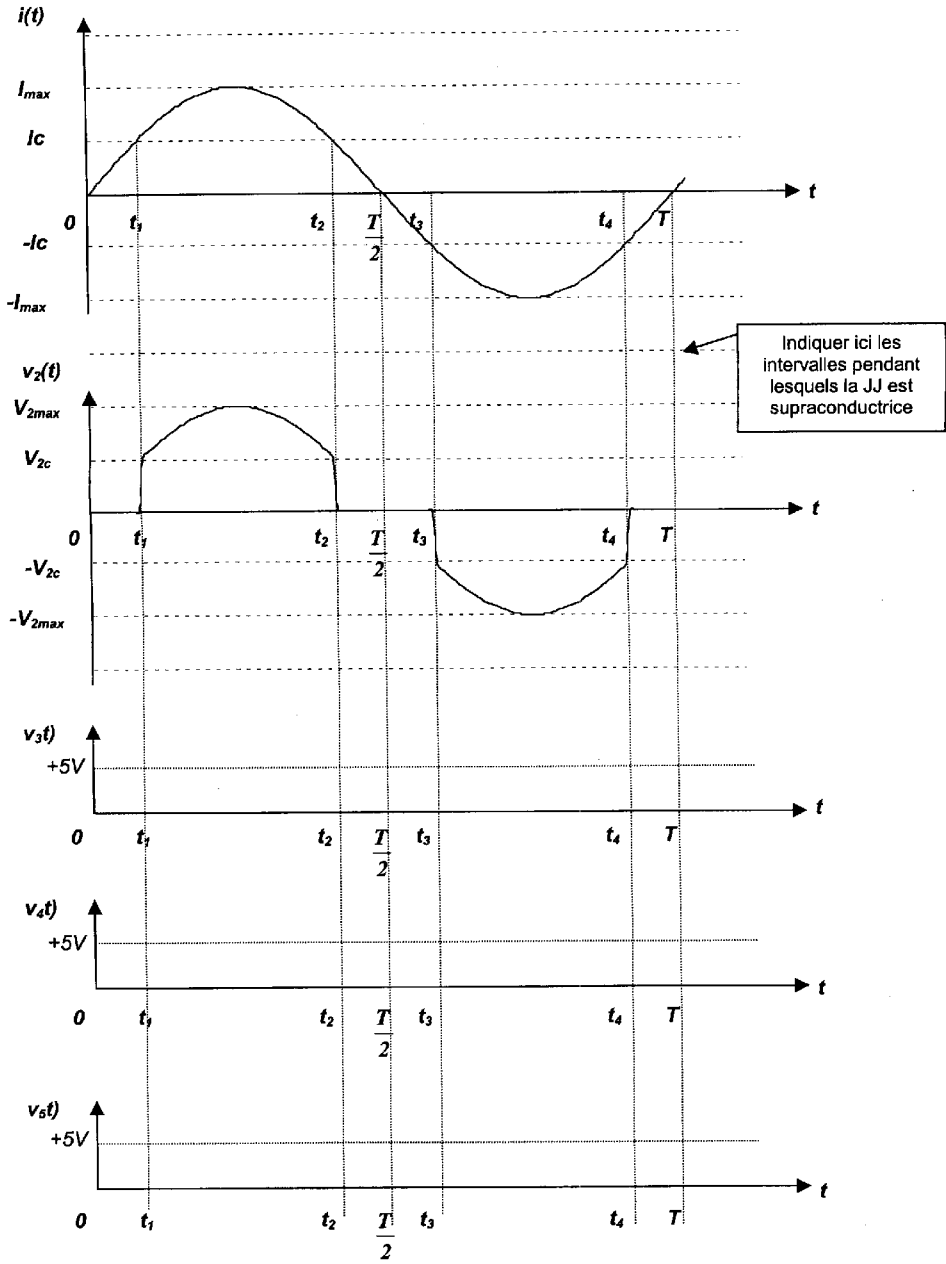 i(t)
Imax
Ic
t
0
t1
t2
T
2
t3
t4
T
-Ic
-Imax
Indiquer ici les
intervalles pendant
lesquels la JJ est
supraconductrice
v2(t)
V2max
V2c
t
0
t1
t2
T
2
t3
t4
T
-V2c
-V2max
v3t)
+5V
t
0
t1
t2
T
2
t3
t4
T
v4t)
+5V
t
0
t1
t2
T
2
t3
t4
T
v5t)
+5V
t
0
t1
t2
T
2
t3
t4
T